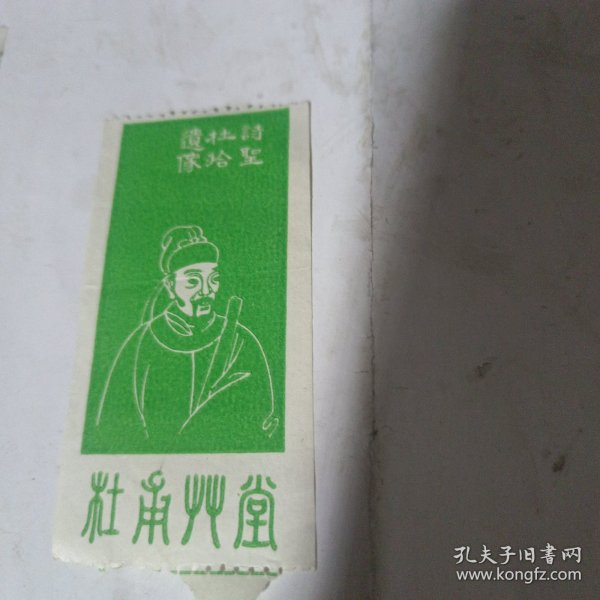 詩聖
杜拾
遺像
杜甫艸堂
孔夫子旧书网
www.kongfz.com